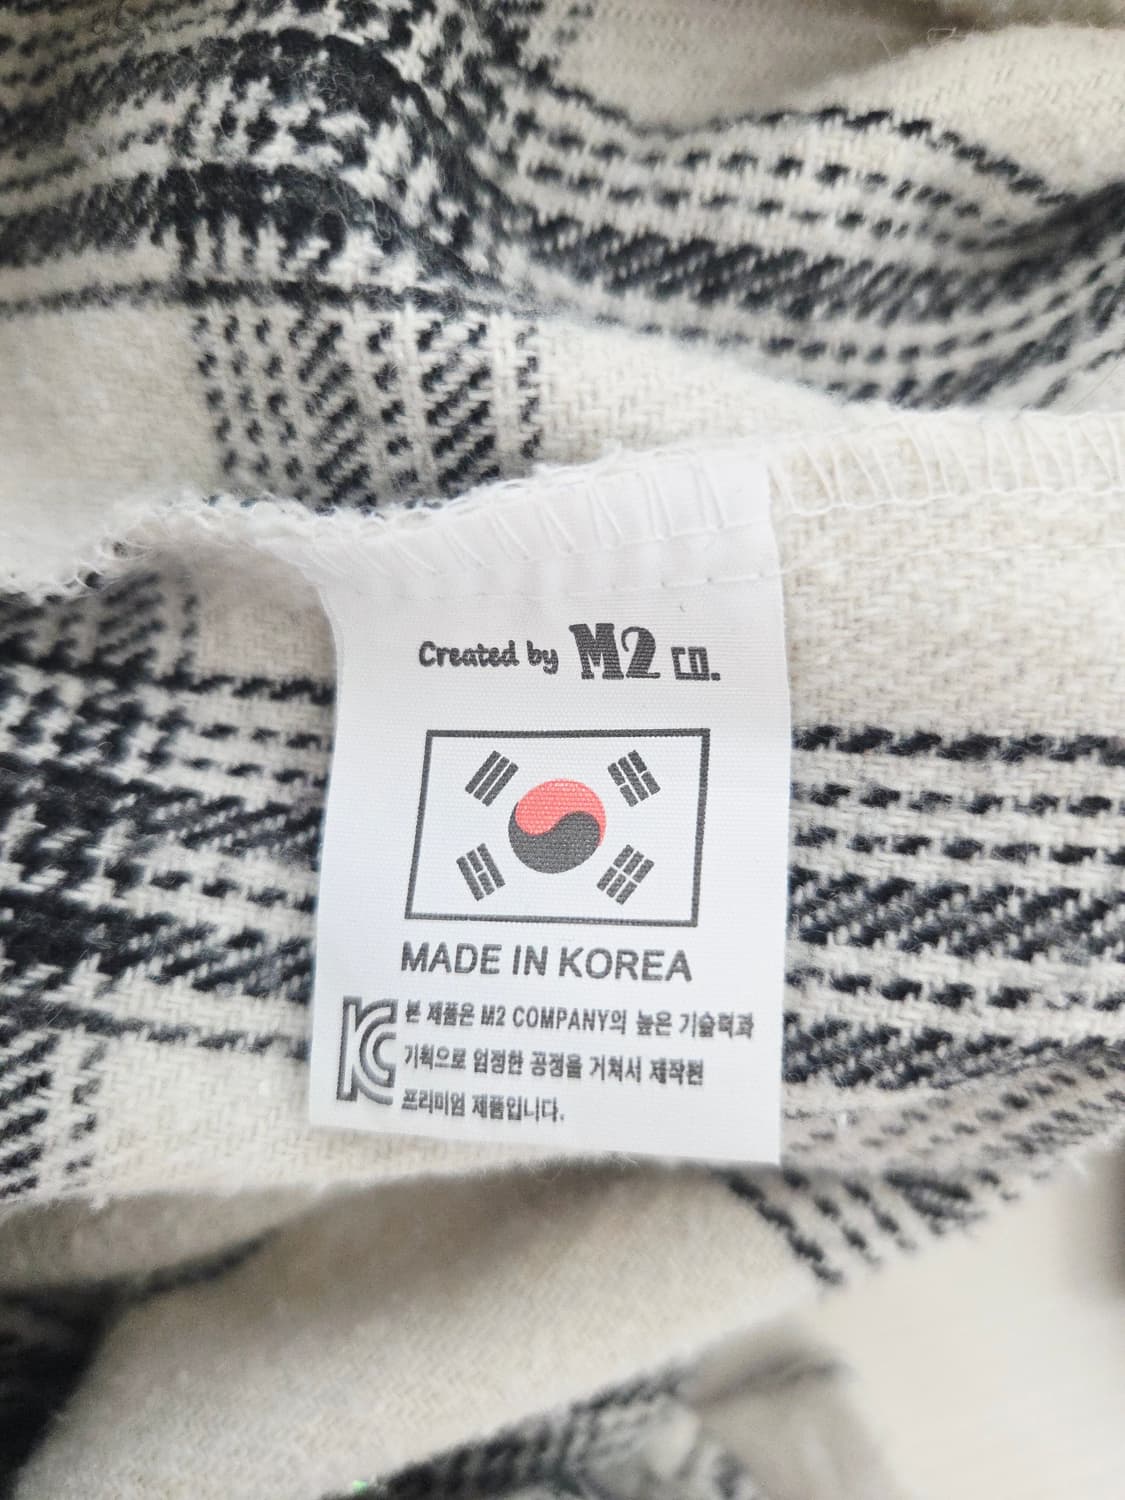 Created by M2 co.
MADE IN KOREA
KC
본 제품은 M2 COMPANY의 높은 기술력과
기획으로 엄정한 공정을 거쳐서 제작된
프리미엄 제품입니다.